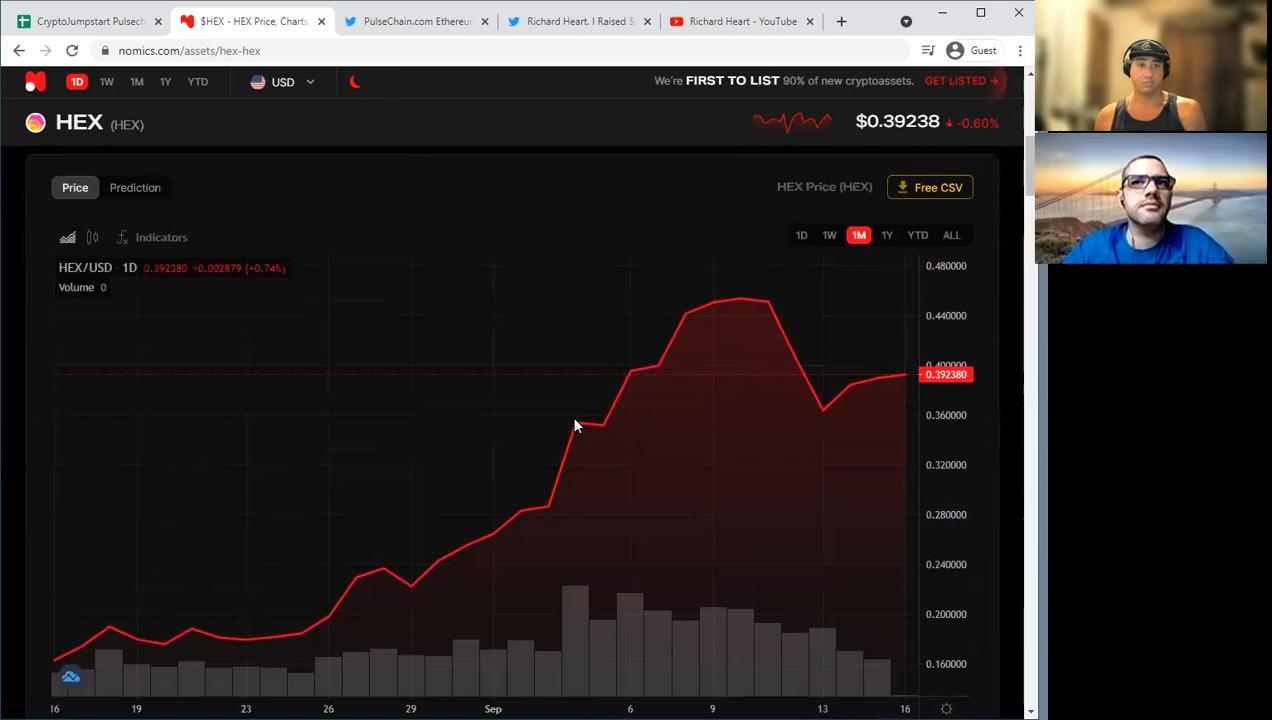 CryptoJumpstart Pulsech
$HEX - HEX Price, Charts
PulseChain.com Ethereun
Richard Heart. I Raised $
Richard Heart - YouTube
nomics.com/assets/hex-hex
Guest
1D 1W 1M 1Y YTD
USD
We're FIRST TO LIST 90% of new cryptoassets. GET LISTED →
HEX (HEX)
$0.39238 -0.60%
Price Prediction
HEX Price (HEX)
Free CSV
Indicators
1D 1W 1M 1Y YTD ALL
HEX/USD · 1D 0.392380 +0.002879 (+0.74%)
Volume 0
0.480000
0.440000
0.400000
0.392380
0.360000
0.320000
0.280000
0.240000
0.200000
0.160000
16 19 23 26 29 Sep 6 9 13 16